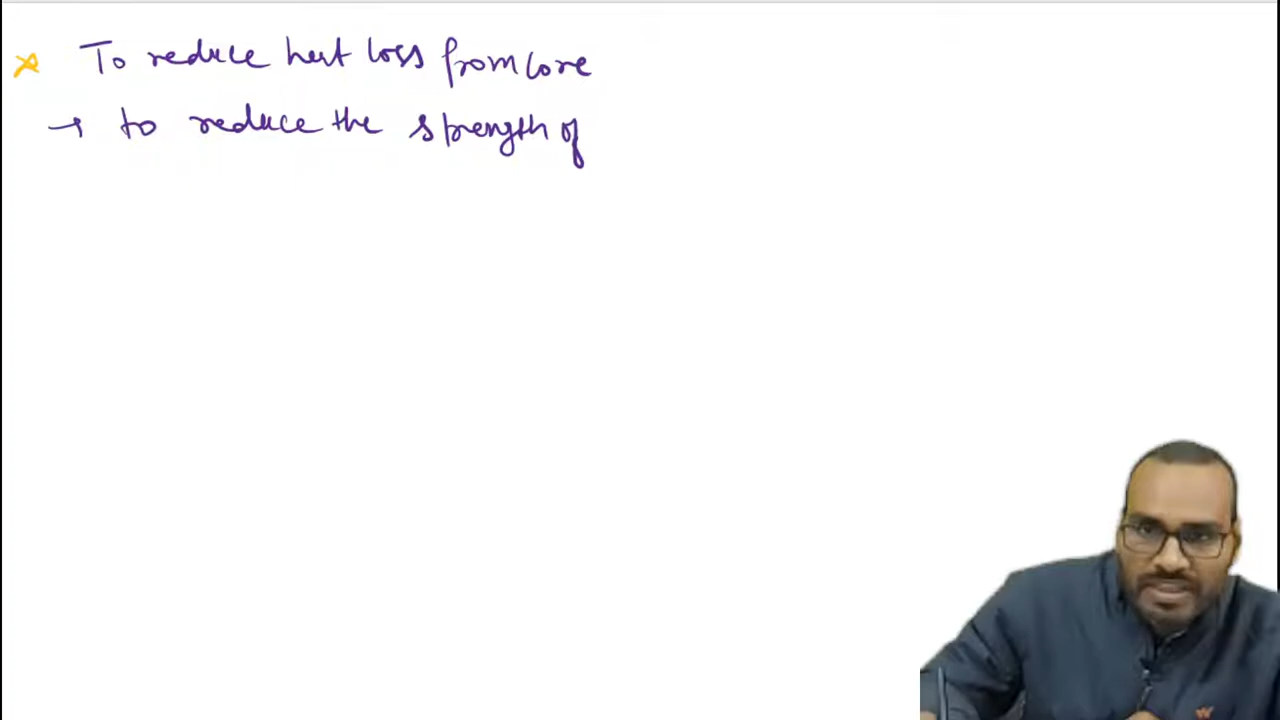 To reduce heat loss from core
→ to reduce the strength of